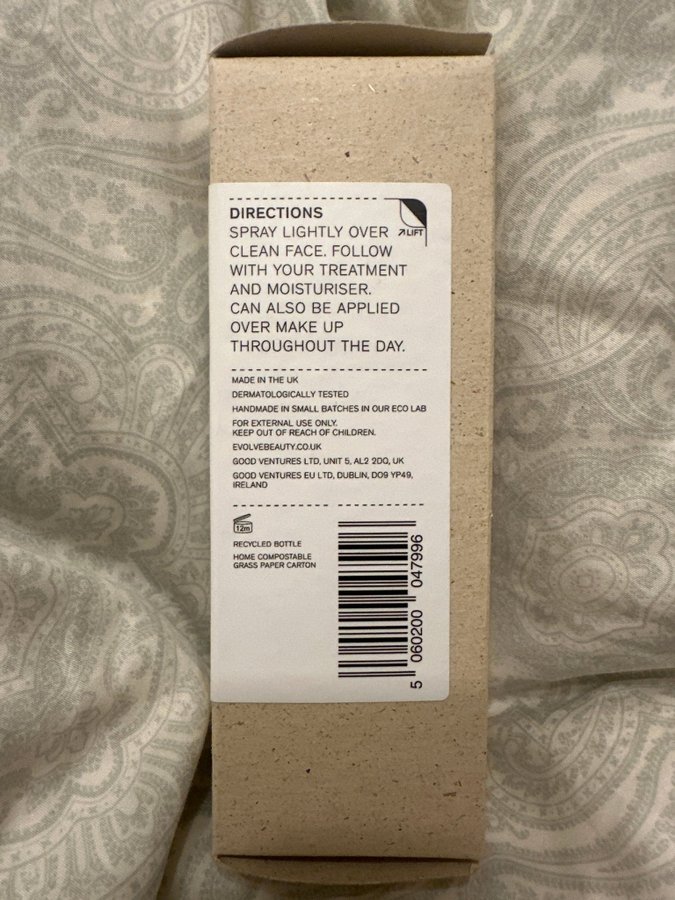 DIRECTIONS
SPRAY LIGHTLY OVER
↗LIFT
CLEAN FACE. FOLLOW
WITH YOUR TREATMENT
AND MOISTURISER.
CAN ALSO BE APPLIED
OVER MAKE UP
THROUGHOUT THE DAY.
MADE IN THE UK
DERMATOLOGICALLY TESTED
HANDMADE IN SMALL BATCHES IN OUR ECO LAB
FOR EXTERNAL USE ONLY.
KEEP OUT OF REACH OF CHILDREN.
EVOLVEBEAUTY.CO.UK
GOOD VENTURES LTD, UNIT 5, AL2 2DQ, UK
GOOD VENTURES EU LTD, DUBLIN, DO9 YP49,
IRELAND
12m
RECYCLED BOTTLE
HOME COMPOSTABLE
GRASS PAPER CARTON
5 060200 047996